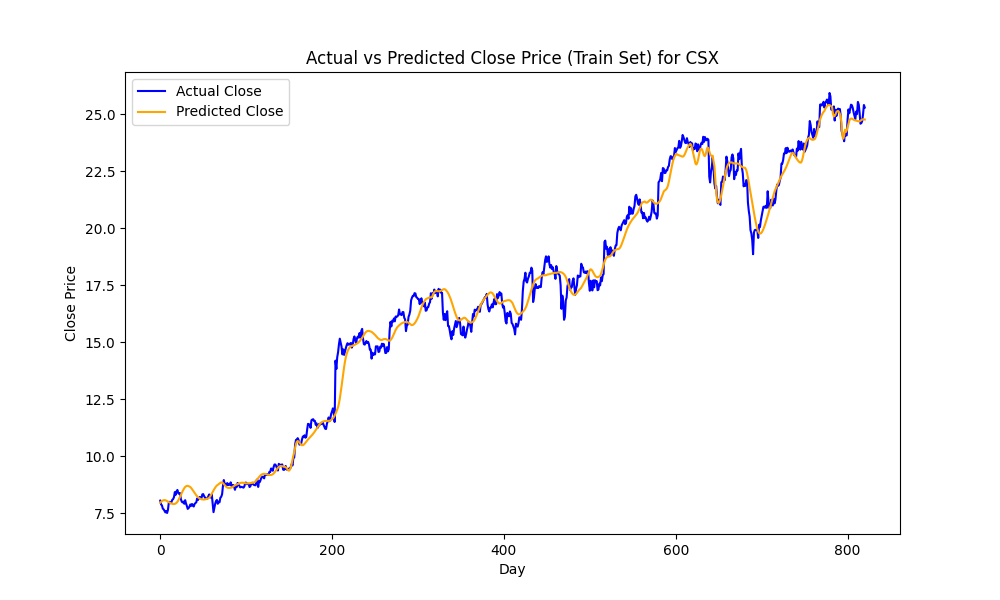 Actual vs Predicted Close Price (Train Set) for CSX
Actual Close
Predicted Close
25.0
22.5
20.0
17.5
15.0
12.5
10.0
7.5
Close Price
0 200 400 600 800
Day